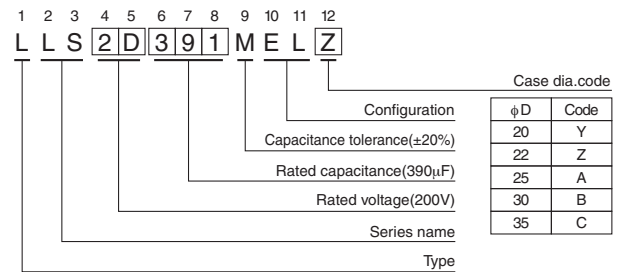 1 2 3 4 5 6 7 8 9 10 11 12
L L S 2 D 3 9 1 M E L Z
Case dia.code
Configuration
Capacitance tolerance(±20%)
Rated capacitance(390μF)
Rated voltage(200V)
Series name
Type
φD Code
20 Y
22 Z
25 A
30 B
35 C